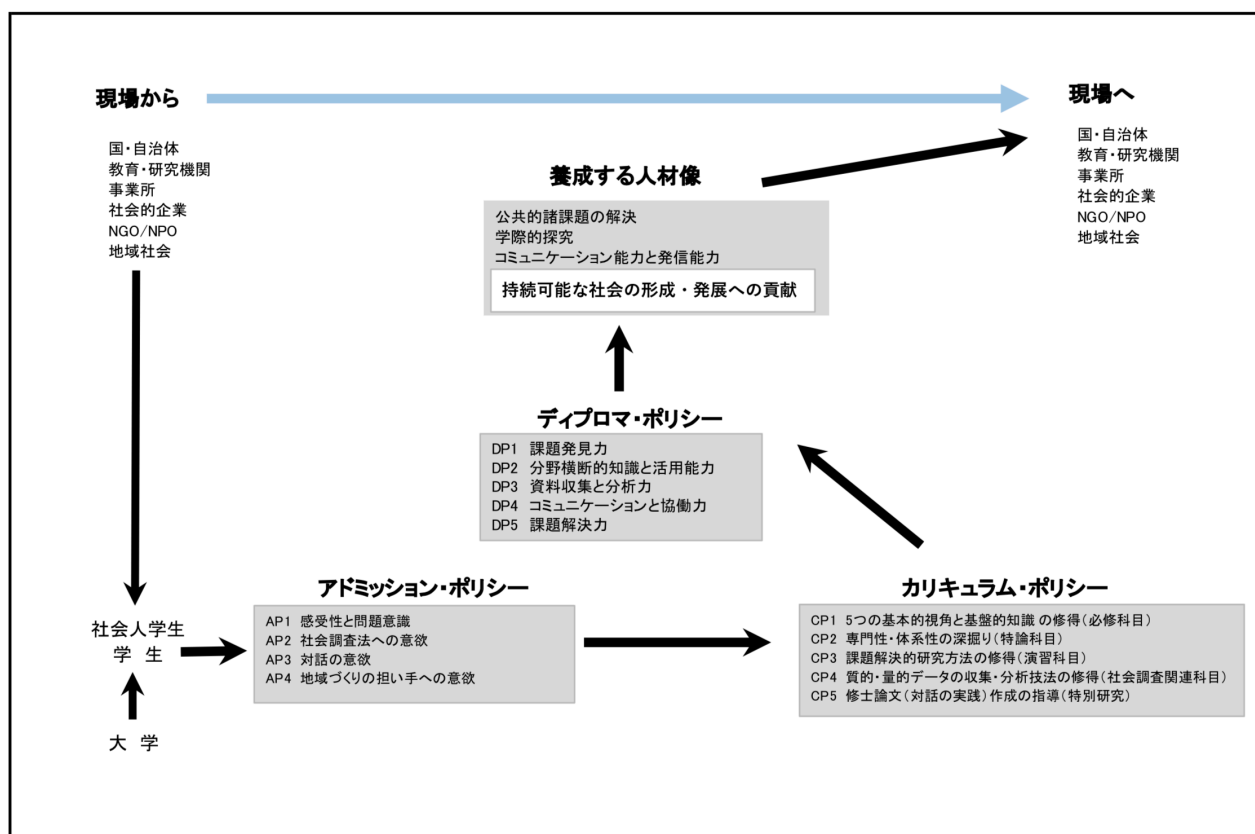 現場から
現場へ
国・自治体
教育・研究機関
事業所
社会的企業
NGO/NPO
地域社会
国・自治体
教育・研究機関
事業所
社会的企業
NGO/NPO
地域社会
養成する人材像
公共的諸課題の解決
学際的探究
コミュニケーション能力と発信能力
持続可能な社会の形成・発展への貢献
ディプロマ・ポリシー
DP1 課題発見力
DP2 分野横断的知識と活用能力
DP3 資料収集と分析力
DP4 コミュニケーションと協働力
DP5 課題解決力
アドミッション・ポリシー
AP1 感受性と問題意識
AP2 社会調査法への意欲
AP3 対話の意欲
AP4 地域づくりの担い手への意欲
カリキュラム・ポリシー
CP1 5つの基本的視角と基盤的知識 の修得(必修科目)
CP2 専門性・体系性の深掘り(特論科目)
CP3 課題解決的研究方法の修得(演習科目)
CP4 質的・量的データの収集・分析技法の修得(社会調査関連科目)
CP5 修士論文(対話の実践)作成の指導(特別研究)
社会人学生
学 生
大 学